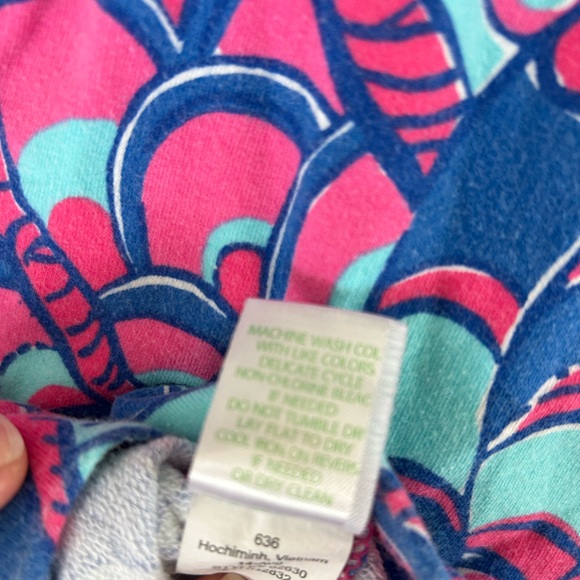 MACHINE WASH COL
WITH LIKE COLORS
DELICATE CYCLE
NON-CHLORINE BLEAC
IF NEEDED
DO NOT TUMBLE DR
LAY FLAT TO DRY
COOL IRON ON REVERS
IF NEEDED
OR DRY CLEAN
636
Hochiminh, Vietnam